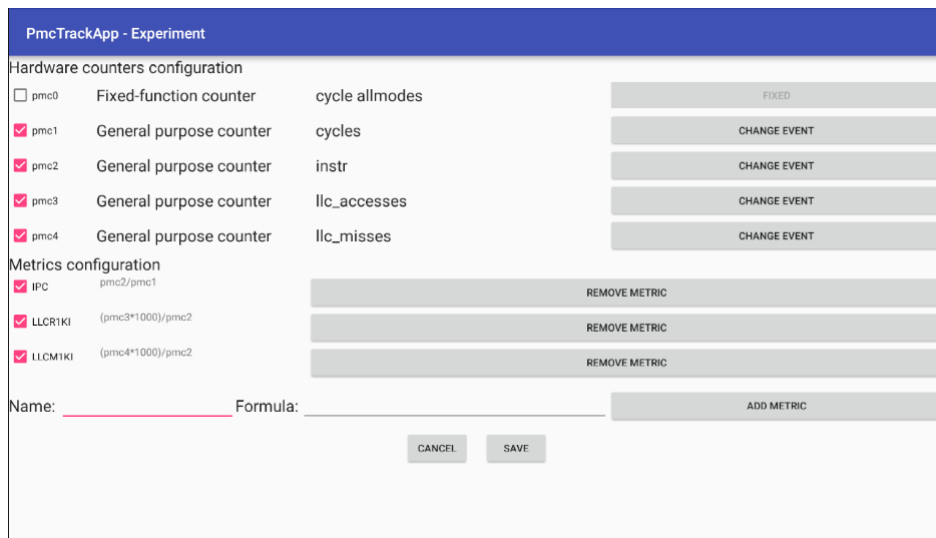 PmcTrackApp - Experiment
Hardware counters configuration
pmc0 Fixed-function counter cycle allmodes FIXED
pmc1 General purpose counter cycles CHANGE EVENT
pmc2 General purpose counter instr CHANGE EVENT
pmc3 General purpose counter llc_accesses CHANGE EVENT
pmc4 General purpose counter llc_misses CHANGE EVENT
Metrics configuration
IPC pmc2/pmc1 REMOVE METRIC
LLCR1KI (pmc3*1000)/pmc2 REMOVE METRIC
LLCM1KI (pmc4*1000)/pmc2 REMOVE METRIC
Name: Formula: ADD METRIC
CANCEL SAVE